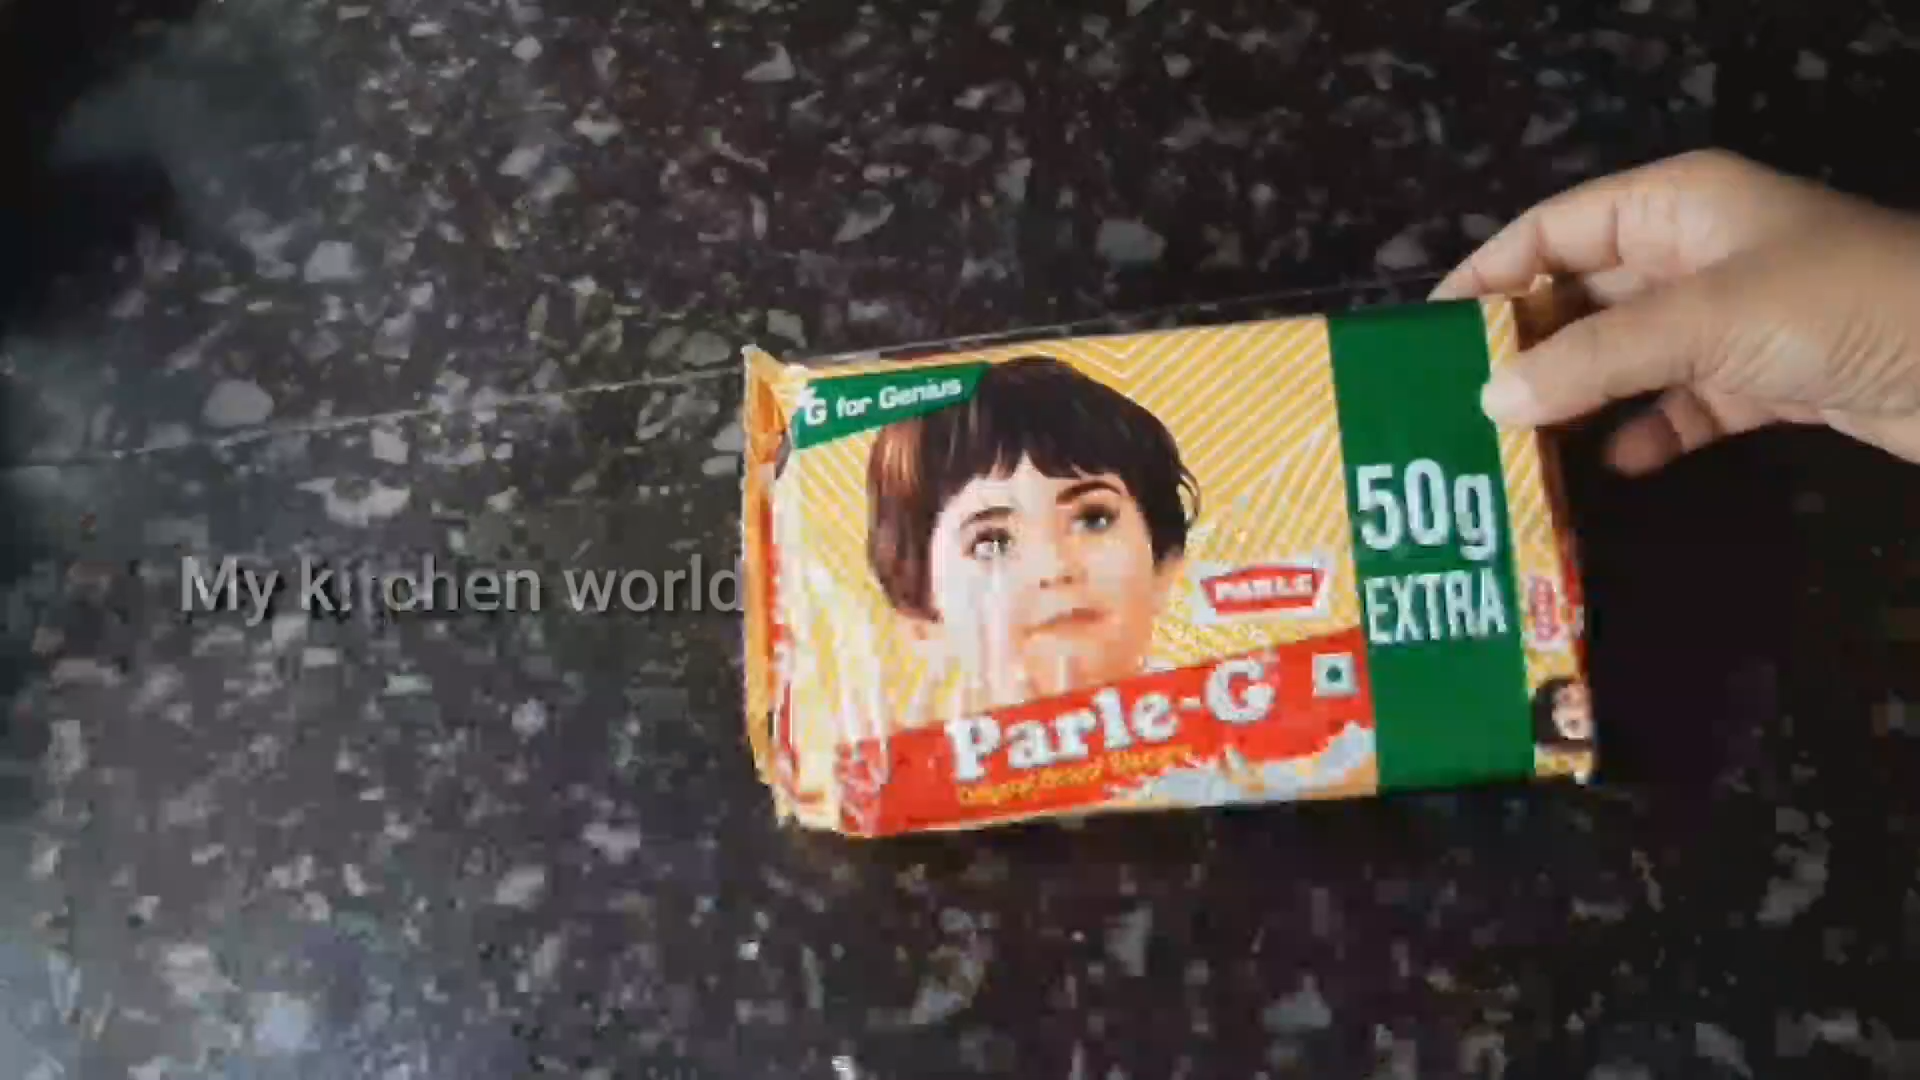 G for Genius
My kitchen world
PARLE
Parle-G
50g
EXTRA